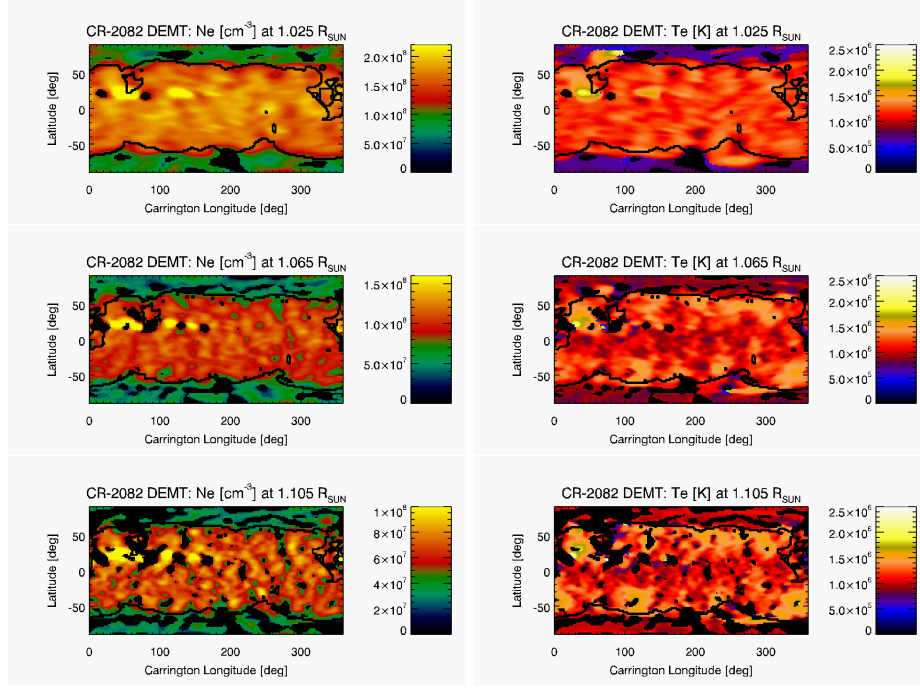 CR-2082 DEMT: Ne [cm⁻³] at 1.025 R_SUN
Latitude [deg]
50
0
-50
0 100 200 300
Carrington Longitude [deg]
2.0×10⁸
1.5×10⁸
1.0×10⁸
5.0×10⁷
0
CR-2082 DEMT: Te [K] at 1.025 R_SUN
Latitude [deg]
50
0
-50
0 100 200 300
Carrington Longitude [deg]
2.5×10⁶
2.0×10⁶
1.5×10⁶
1.0×10⁶
5.0×10⁵
0
CR-2082 DEMT: Ne [cm⁻³] at 1.065 R_SUN
Latitude [deg]
50
0
-50
0 100 200 300
Carrington Longitude [deg]
1.5×10⁸
1.0×10⁸
5.0×10⁷
0
CR-2082 DEMT: Te [K] at 1.065 R_SUN
Latitude [deg]
50
0
-50
0 100 200 300
Carrington Longitude [deg]
2.5×10⁶
2.0×10⁶
1.5×10⁶
1.0×10⁶
5.0×10⁵
0
CR-2082 DEMT: Ne [cm⁻³] at 1.105 R_SUN
Latitude [deg]
50
0
-50
0 100 200 300
Carrington Longitude [deg]
1×10⁸
8×10⁷
6×10⁷
4×10⁷
2×10⁷
0
CR-2082 DEMT: Te [K] at 1.105 R_SUN
Latitude [deg]
50
0
-50
0 100 200 300
Carrington Longitude [deg]
2.5×10⁶
2.0×10⁶
1.5×10⁶
1.0×10⁶
5.0×10⁵
0